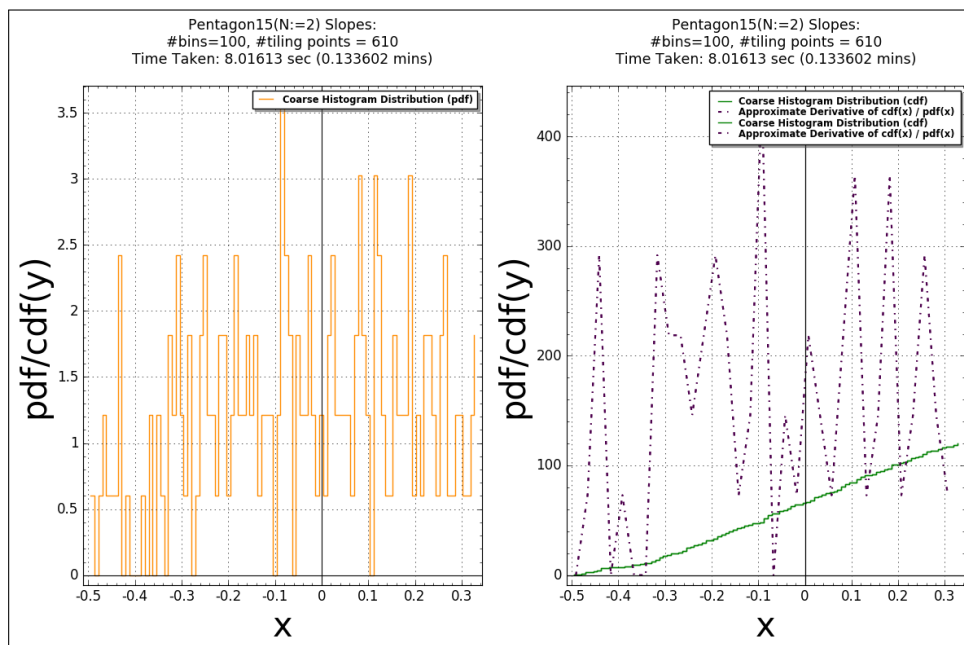 Pentagon15(N:=2) Slopes:
#bins=100, #tiling points = 610
Time Taken: 8.01613 sec (0.133602 mins)
Coarse Histogram Distribution (pdf)
3.5
3
2.5
2
1.5
1
0.5
0
pdf/cdf(y)
-0.5 -0.4 -0.3 -0.2 -0.1 0 0.1 0.2 0.3
x
Pentagon15(N:=2) Slopes:
#bins=100, #tiling points = 610
Time Taken: 8.01613 sec (0.133602 mins)
Coarse Histogram Distribution (cdf)
Approximate Derivative of cdf(x) / pdf(x)
Coarse Histogram Distribution (cdf)
Approximate Derivative of cdf(x) / pdf(x)
400
300
200
100
0
pdf/cdf(y)
-0.5 -0.4 -0.3 -0.2 -0.1 0 0.1 0.2 0.3
x